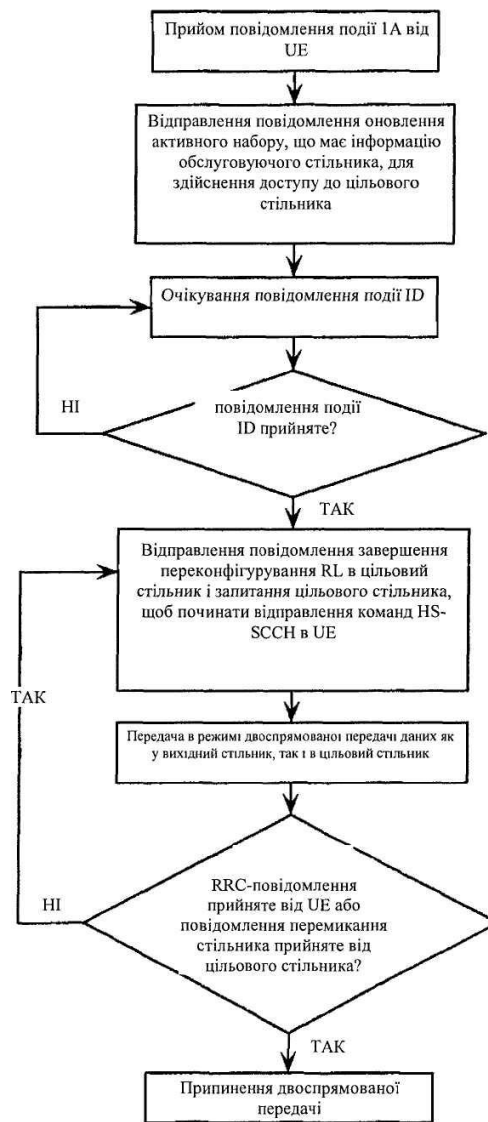 Прийом повідомлення події 1A від
UE
Відправлення повідомлення оновлення
активного набору, що має інформацію
обслуговуючого стільника, для
здійснення доступу до цільового
стільника
Очікування повідомлення події ID
НІ
повідомлення події
ID прийняте?
ТАК
Відправлення повідомлення завершення
переконфігурування RL в цільовий
стільник і запитання цільового стільника,
щоб починати відправлення команд HS-
SCCH в UE
ТАК
Передача в режимі двоспрямованої передачі даних як
у вихідний стільник, так і в цільовий стільник
НІ
RRC-повідомлення
прийняте від UE або
повідомлення перемикання
стільника прийняте від
цільового стільника?
ТАК
Припинення двоспрямованої
передачі